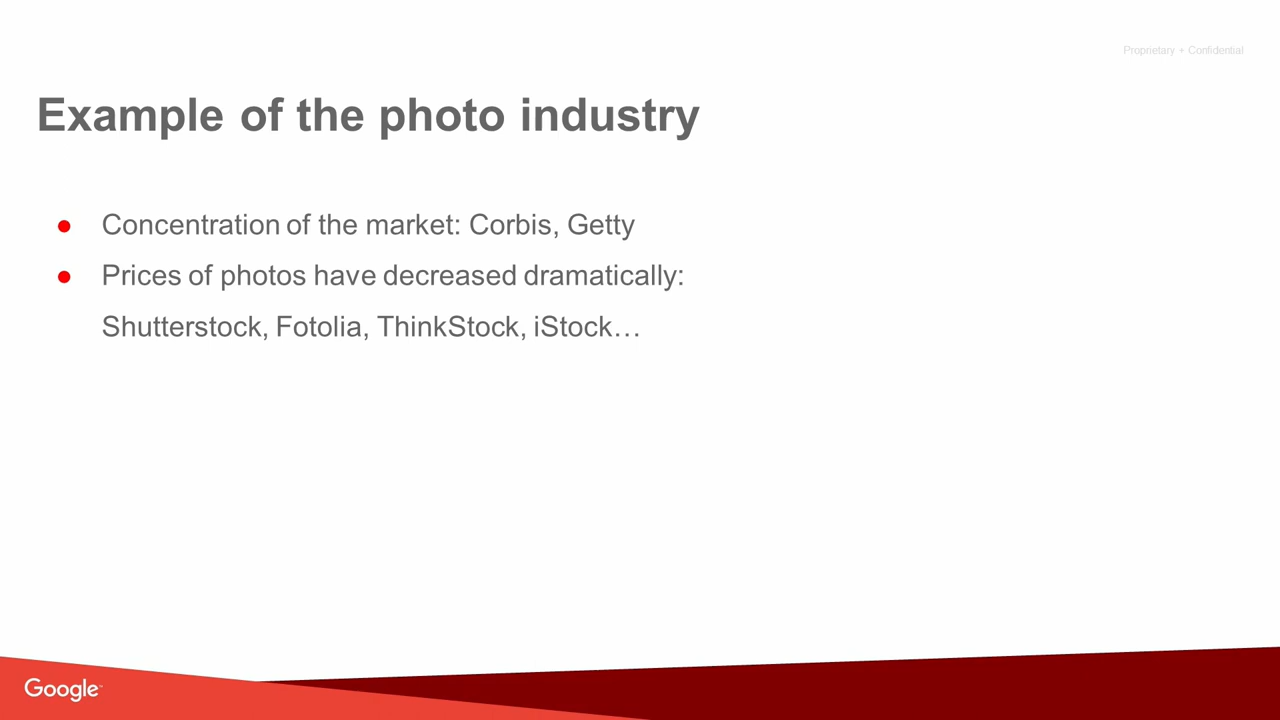 Proprietary + Confidential
Example of the photo industry
● Concentration of the market: Corbis, Getty
● Prices of photos have decreased dramatically:
Shutterstock, Fotolia, ThinkStock, iStock…
Google™